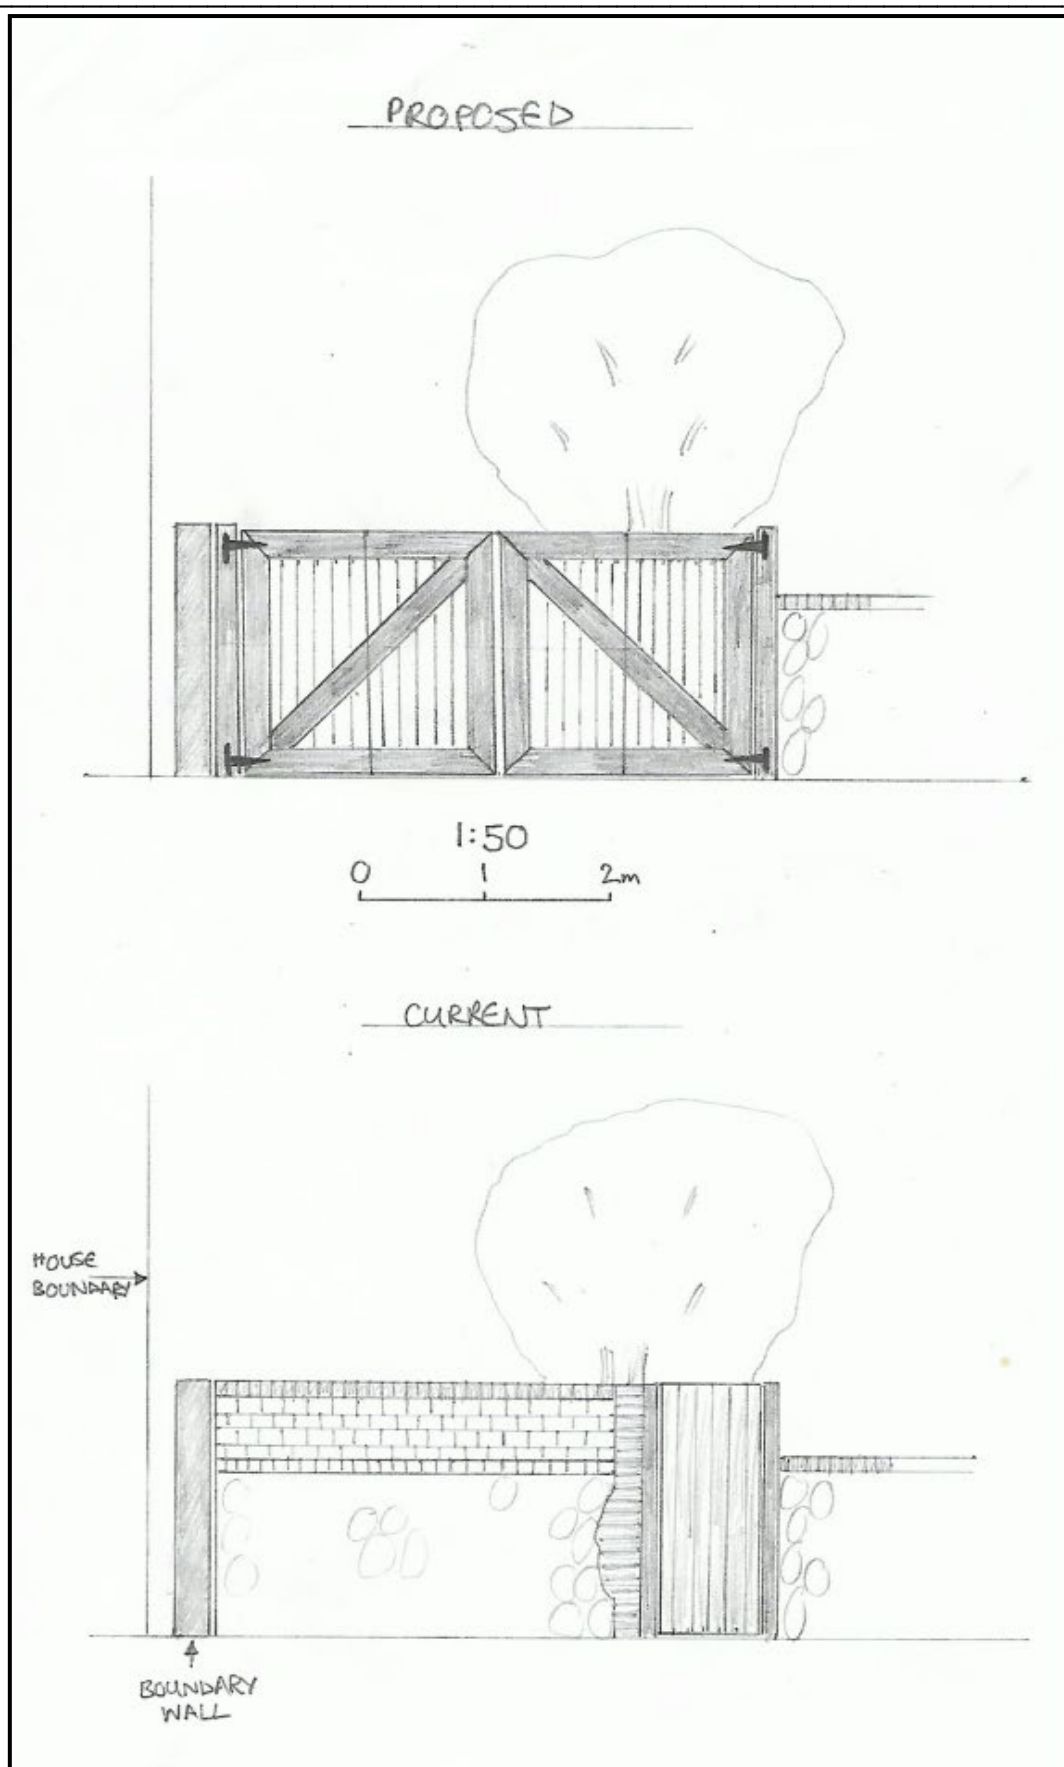 PROPOSED
1:50
0 1 2m
CURRENT
HOUSE
BOUNDARY
BOUNDARY
WALL